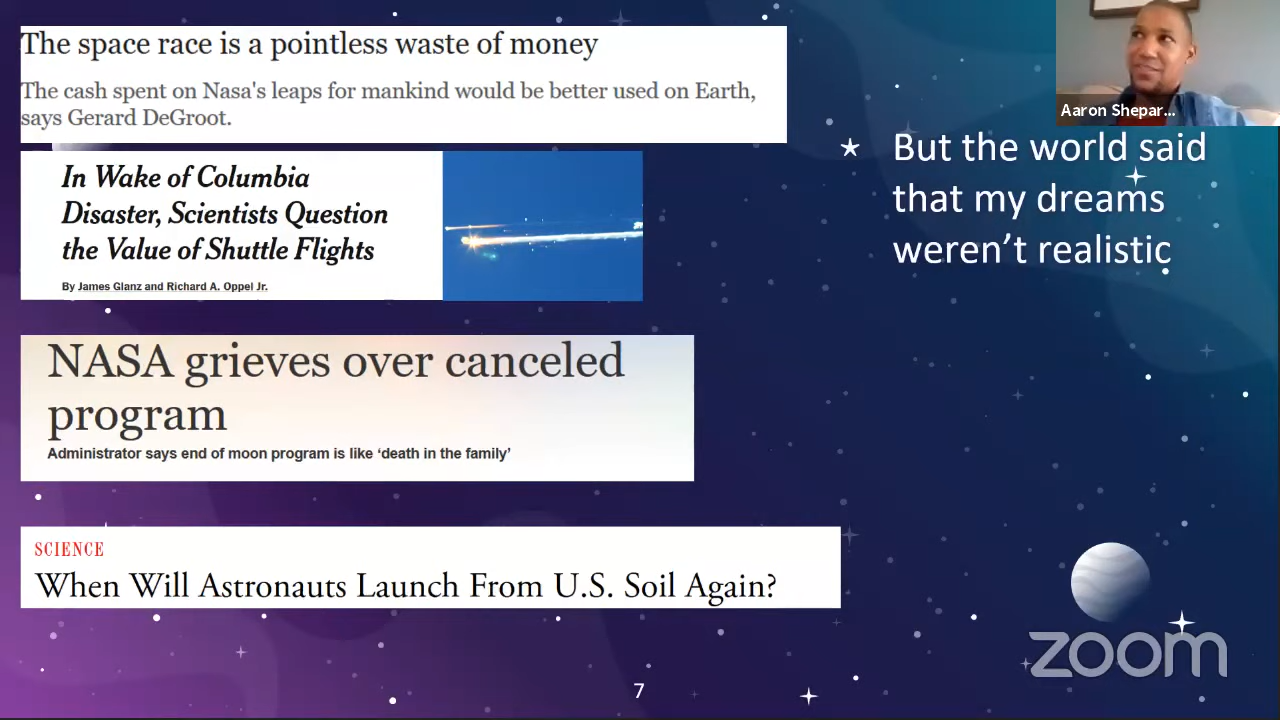 The space race is a pointless waste of money
The cash spent on Nasa's leaps for mankind would be better used on Earth,
says Gerard DeGroot.
In Wake of Columbia
Disaster, Scientists Question
the Value of Shuttle Flights
By James Glanz and Richard A. Oppel Jr.
NASA grieves over canceled
program
Administrator says end of moon program is like ‘death in the family’
SCIENCE
When Will Astronauts Launch From U.S. Soil Again?
Aaron Shepar...
★ But the world said
that my dreams
weren’t realistic
zoom
7